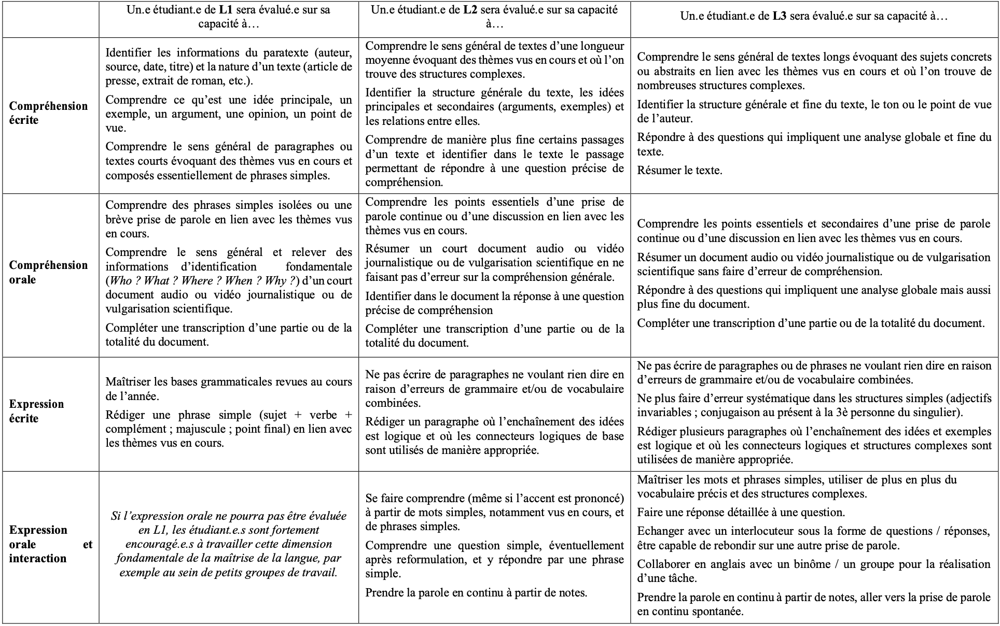 Un.e étudiant.e de L1 sera évalué.e sur sa
capacité à…
Un.e étudiant.e de L2 sera évalué.e sur sa capacité
à…
Un.e étudiant.e de L3 sera évalué.e sur sa capacité à…
Compréhension
écrite
Identifier les informations du paratexte (auteur,
source, date, titre) et la nature d’un texte (article de
presse, extrait de roman, etc.).
Comprendre ce qu’est une idée principale, un
exemple, un argument, une opinion, un point de
vue.
Comprendre le sens général de paragraphes ou
textes courts évoquant des thèmes vus en cours et
composés essentiellement de phrases simples.
Comprendre le sens général de textes d’une longueur
moyenne évoquant des thèmes vus en cours et où l’on
trouve des structures complexes.
Identifier la structure générale du texte, les idées
principales et secondaires (arguments, exemples) et
les relations entre elles.
Comprendre de manière plus fine certains passages
d’un texte et identifier dans le texte le passage
permettant de répondre à une question précise de
compréhension.
Comprendre le sens général de textes longs évoquant des sujets concrets
ou abstraits en lien avec les thèmes vus en cours et où l’on trouve de
nombreuses structures complexes.
Identifier la structure générale et fine du texte, le ton ou le point de vue
de l’auteur.
Répondre à des questions qui impliquent une analyse globale et fine du
texte.
Résumer le texte.
Compréhension
orale
Comprendre des phrases simples isolées ou une
brève prise de parole en lien avec les thèmes vus
en cours.
Comprendre le sens général et relever des
informations d’identification fondamentale
(Who ? What ? Where ? When ? Why ?) d’un court
document audio ou vidéo journalistique ou de
vulgarisation scientifique.
Compléter une transcription d’une partie ou de la
totalité du document.
Comprendre les points essentiels d’une prise de
parole continue ou d’une discussion en lien avec les
thèmes vus en cours.
Résumer un court document audio ou vidéo
journalistique ou de vulgarisation scientifique en ne
faisant pas d’erreur sur la compréhension générale.
Identifier dans le document la réponse à une question
précise de compréhension
Compléter une transcription d’une partie ou de la
totalité du document.
Comprendre les points essentiels et secondaires d’une prise de parole
continue ou d’une discussion en lien avec les thèmes vus en cours.
Résumer un document audio ou vidéo journalistique ou de vulgarisation
scientifique sans faire d’erreur de compréhension.
Répondre à des questions qui impliquent une analyse globale mais aussi
plus fine du document.
Compléter une transcription d’une partie ou de la totalité du document.
Expression
écrite
Maîtriser les bases grammaticales revues au cours
de l’année.
Rédiger une phrase simple (sujet + verbe +
complément ; majuscule ; point final) en lien avec
les thèmes vus en cours.
Ne pas écrire de paragraphes ne voulant rien dire en
raison d’erreurs de grammaire et/ou de vocabulaire
combinées.
Rédiger un paragraphe où l’enchaînement des idées
est logique et où les connecteurs logiques de base
sont utilisés de manière appropriée.
Ne pas écrire de paragraphes ou de phrases ne voulant rien dire en raison
d’erreurs de grammaire et/ou de vocabulaire combinées.
Ne plus faire d’erreur systématique dans les structures simples (adjectifs
invariables ; conjugaison au présent à la 3è personne du singulier).
Rédiger plusieurs paragraphes où l’enchaînement des idées et exemples
est logique et où les connecteurs logiques et structures complexes sont
utilisées de manière appropriée.
Expression
orale et
interaction
Si l’expression orale ne pourra pas être évaluée
en L1, les étudiant.e.s sont fortement
encouragé.e.s à travailler cette dimension
fondamentale de la maîtrise de la langue, par
exemple au sein de petits groupes de travail.
Se faire comprendre (même si l’accent est prononcé)
à partir de mots simples, notamment vus en cours, et
de phrases simples.
Comprendre une question simple, éventuellement
après reformulation, et y répondre par une phrase
simple.
Prendre la parole en continu à partir de notes.
Maîtriser les mots et phrases simples, utiliser de plus en plus du
vocabulaire précis et des structures complexes.
Faire une réponse détaillée à une question.
Echanger avec un interlocuteur sous la forme de questions / réponses,
être capable de rebondir sur une autre prise de parole.
Collaborer en anglais avec un binôme / un groupe pour la réalisation
d’une tâche.
Prendre la parole en continu à partir de notes, aller vers la prise de parole
en continu spontanée.